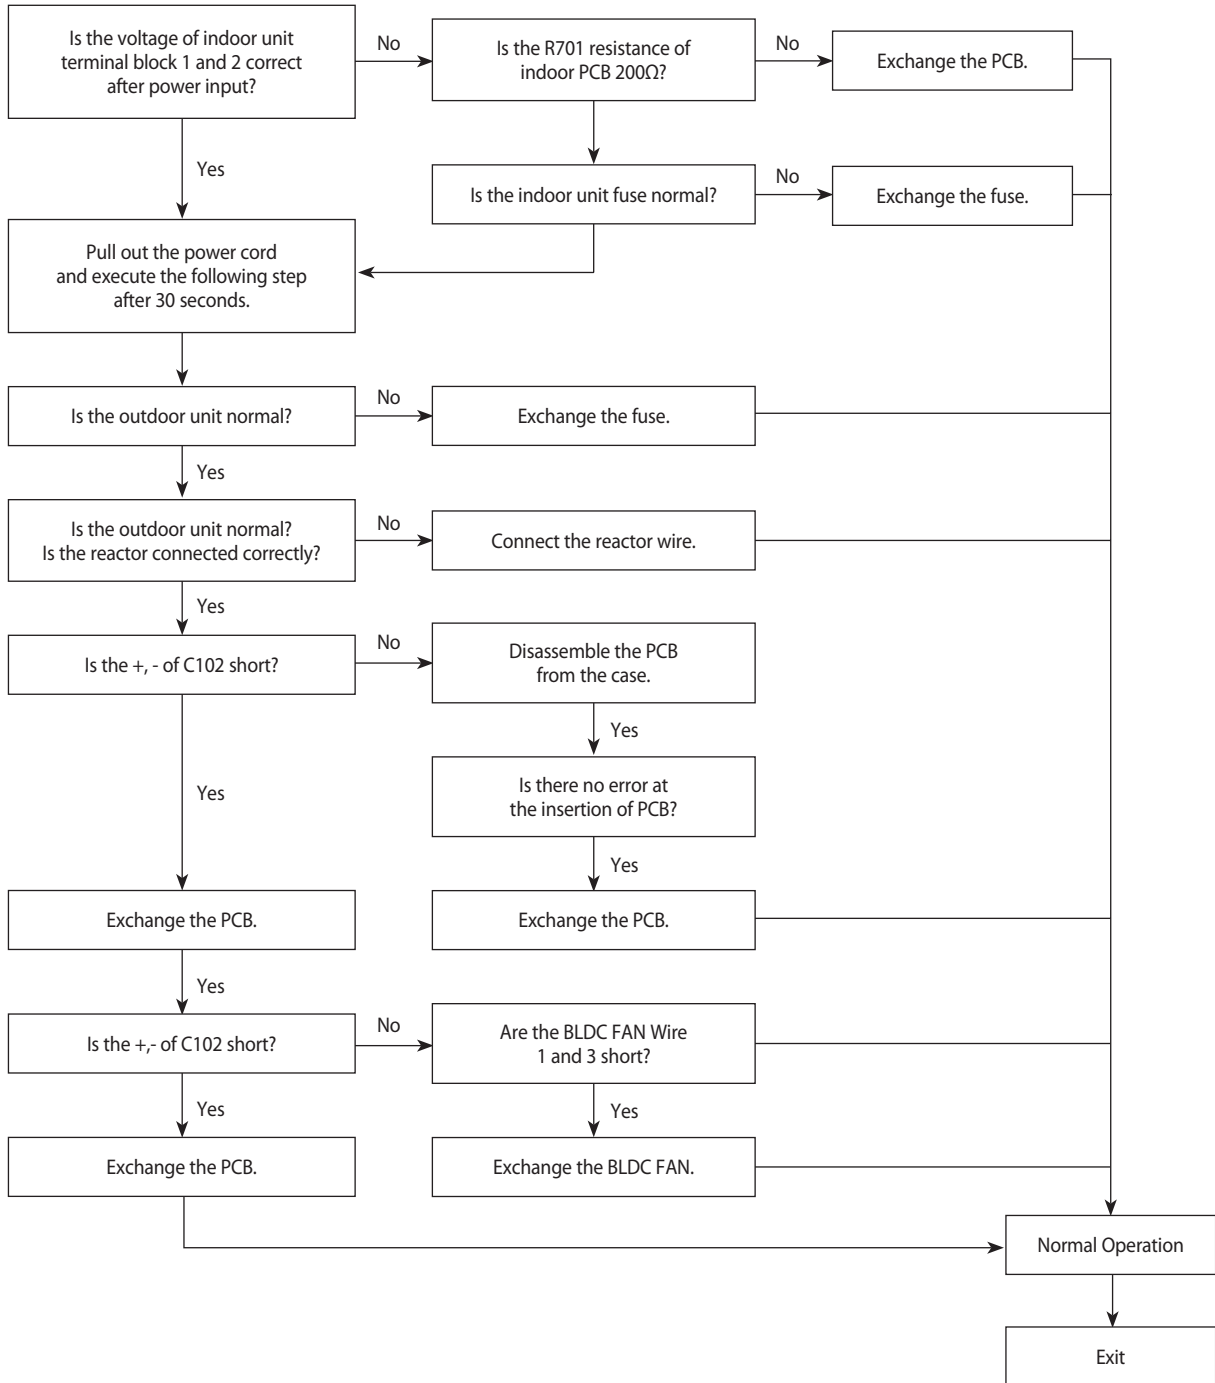 Is the voltage of indoor unit
terminal block 1 and 2 correct
after power input?
No
Is the R701 resistance of
indoor PCB 200Ω?
No
Exchange the PCB.
Yes
Is the indoor unit fuse normal?
No
Exchange the fuse.
Pull out the power cord
and execute the following step
after 30 seconds.
Is the outdoor unit normal?
No
Exchange the fuse.
Yes
Is the outdoor unit normal?
Is the reactor connected correctly?
No
Connect the reactor wire.
Yes
Is the +, - of C102 short?
No
Disassemble the PCB
from the case.
Yes
Is there no error at
the insertion of PCB?
Yes
Yes
Exchange the PCB.
Exchange the PCB.
Yes
Is the +,- of C102 short?
No
Are the BLDC FAN Wire
1 and 3 short?
Yes
Yes
Exchange the PCB.
Exchange the BLDC FAN.
Normal Operation
Exit